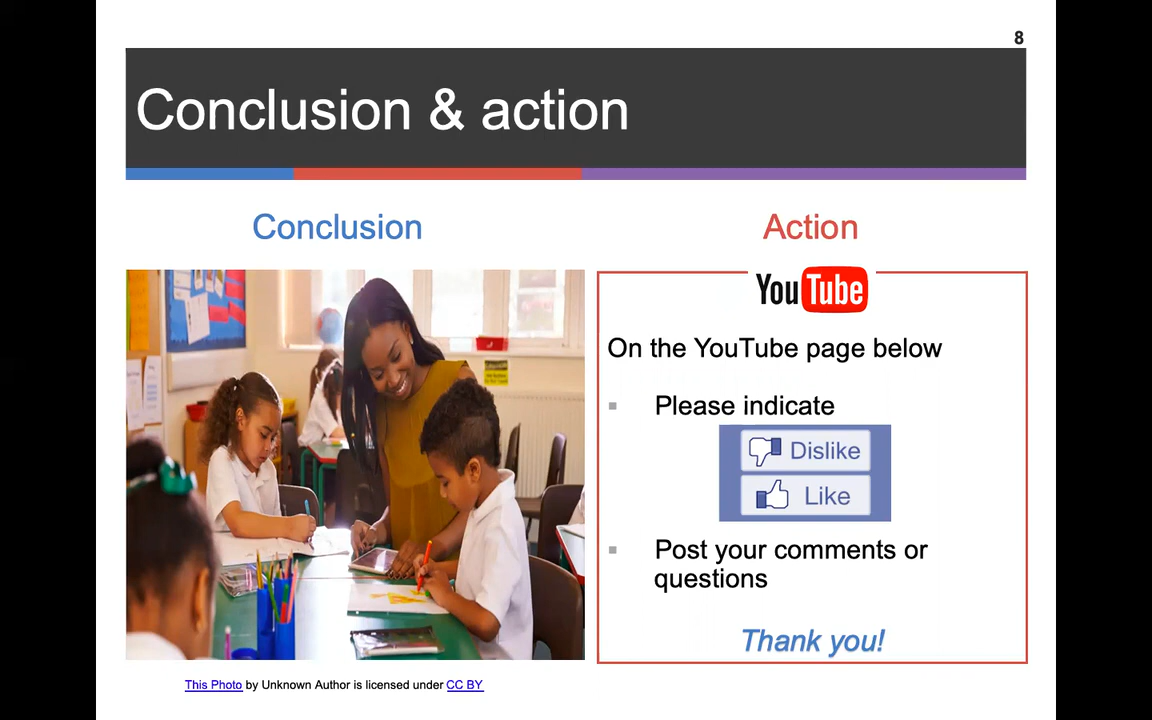 8
Conclusion & action
Conclusion
Action
YouTube
On the YouTube page below
Please indicate
Dislike
Like
Post your comments or
questions
Thank you!
This Photo by Unknown Author is licensed under CC BY